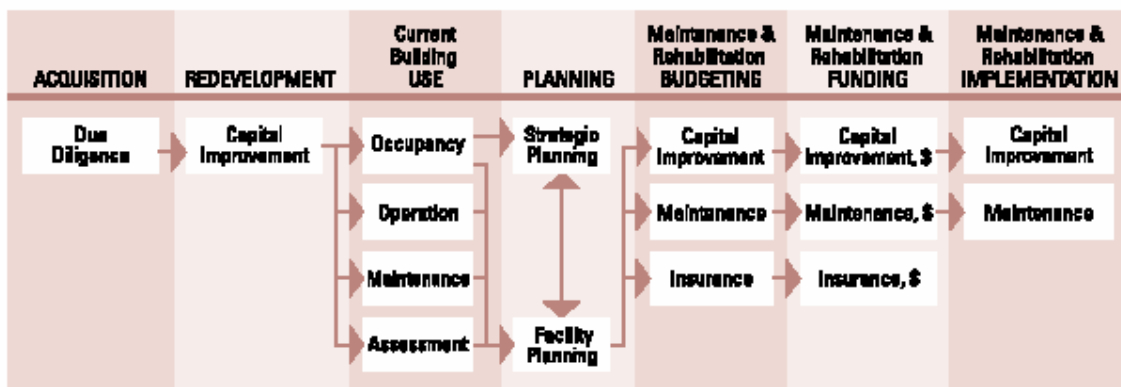 ACQUISITION
REDEVELOPMENT
Current
Building
USE
PLANNING
Maintenance &
Rehabilitation
BUDGETING
Maintenance &
Rehabilitation
FUNDING
Maintenance &
Rehabilitation
IMPLEMENTATION
Due
Diligence
Capital
Improvement
Occupancy
Operation
Maintenance
Assessment
Strategic
Planning
Facility
Planning
Capital
Improvement
Maintenance
Insurance
Capital
Improvement, $
Maintenance, $
Insurance, $
Capital
Improvement
Maintenance